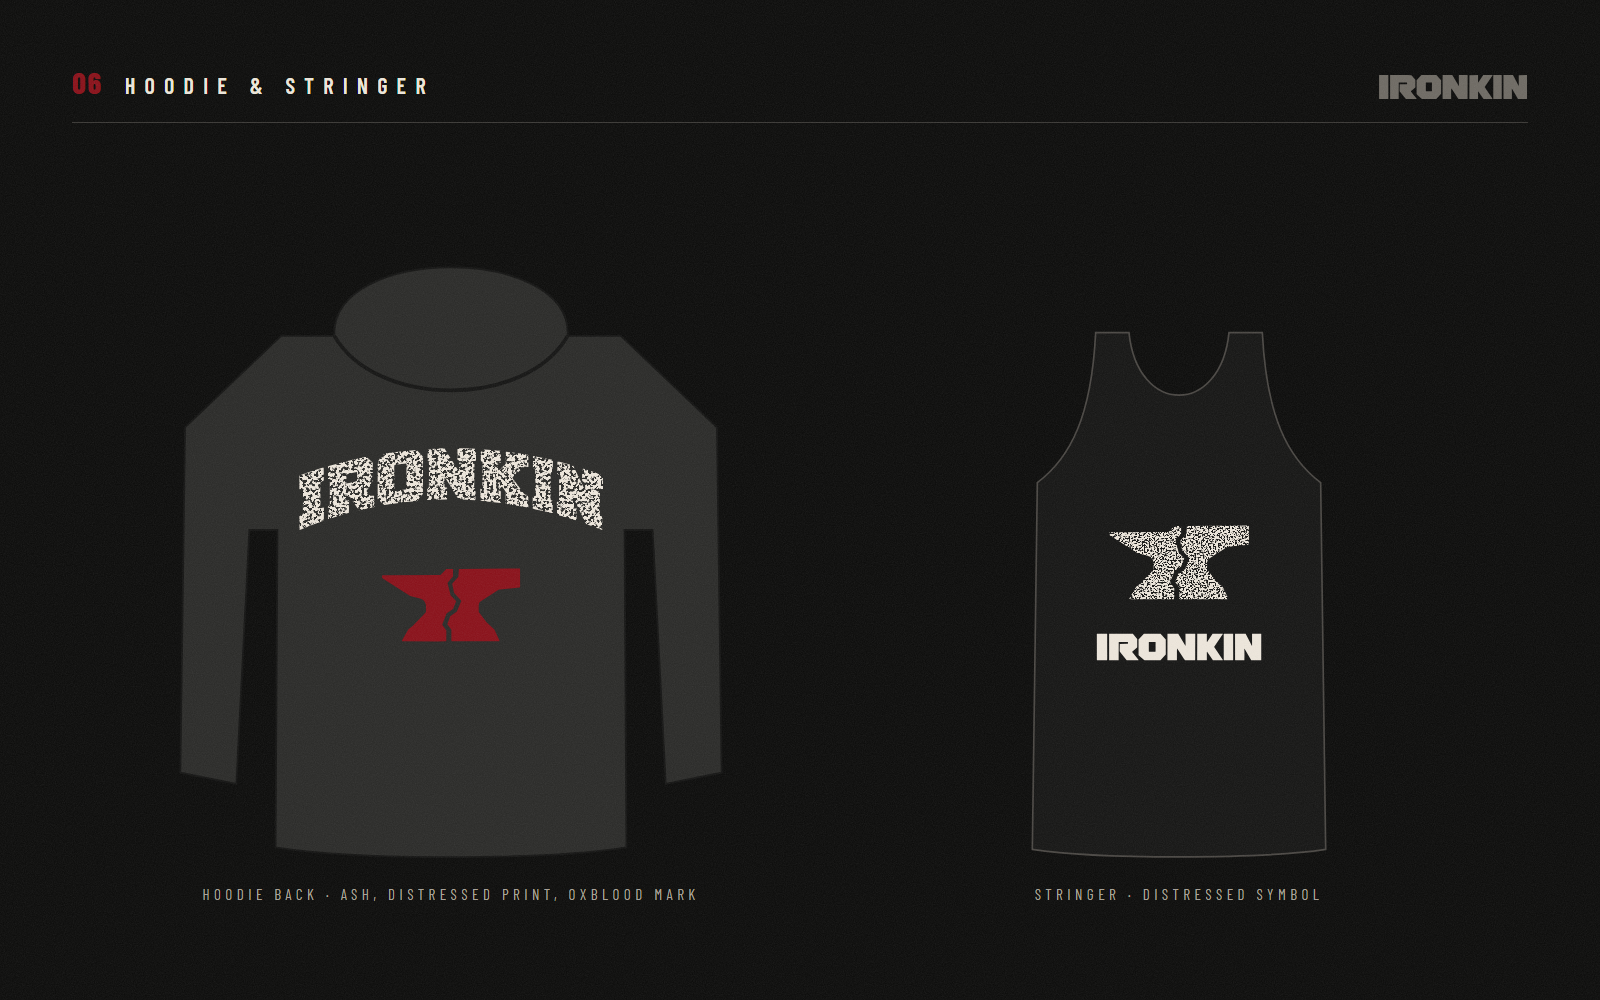 06 HOODIE & STRINGER
IRONKIN
IRONKIN
IRONKIN
HOODIE BACK · ASH, DISTRESSED PRINT, OXBLOOD MARK
STRINGER · DISTRESSED SYMBOL